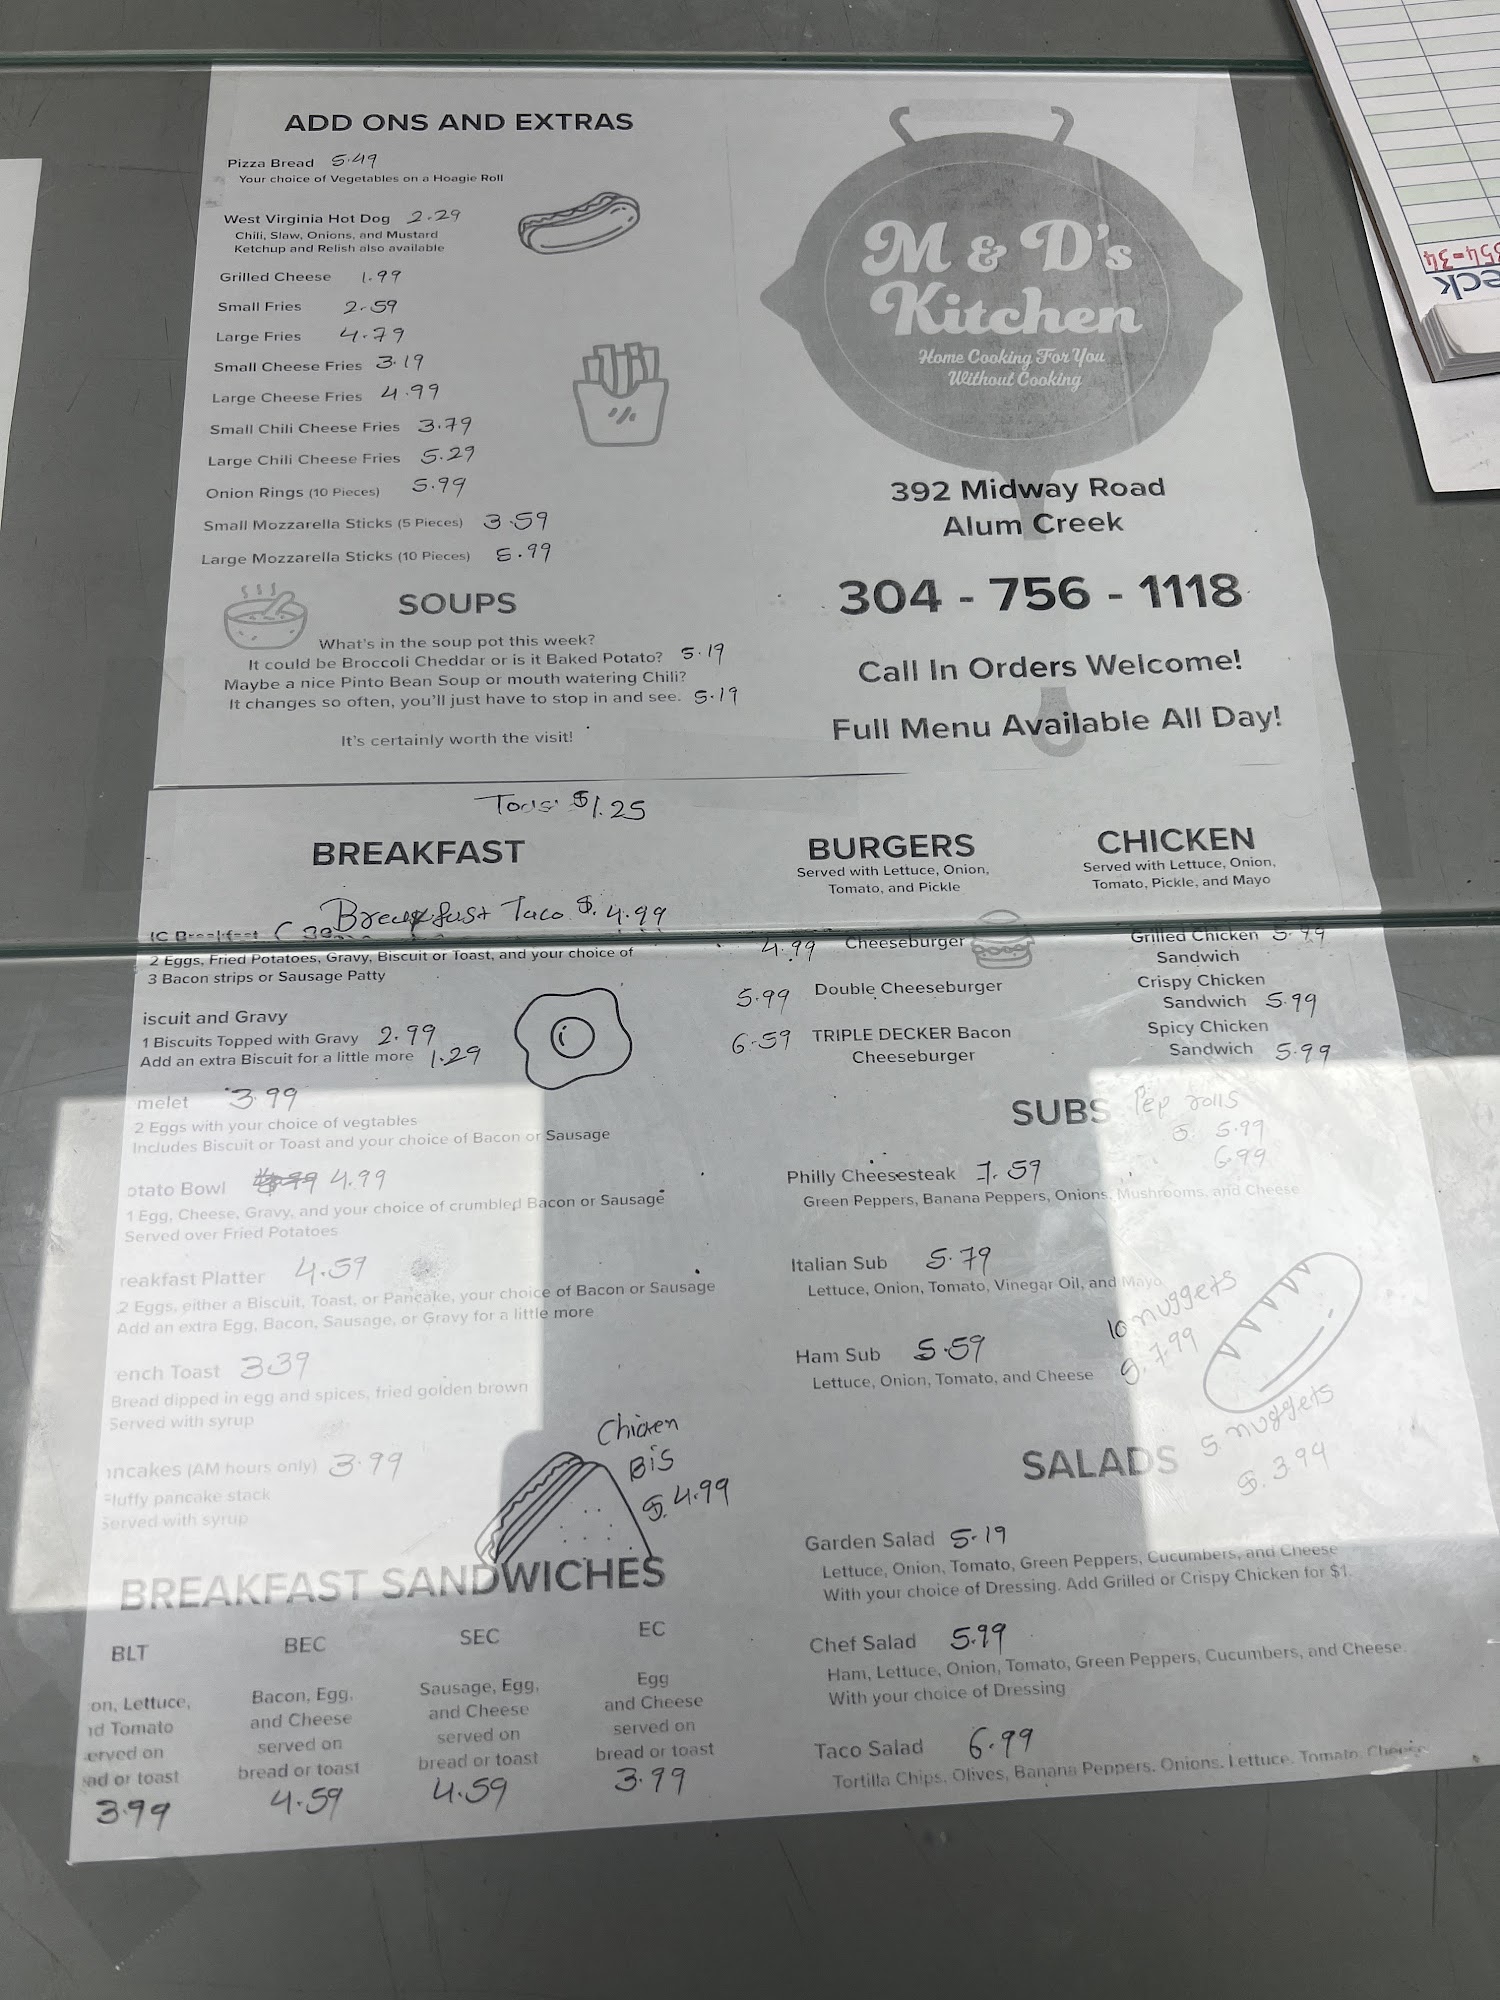 ADD ONS AND EXTRAS
Pizza Bread 5.49
Your choice of Vegetables on a Hoagie Roll
West Virginia Hot Dog 2.29
Chili, Slaw, Onions, and Mustard
Ketchup and Relish also available
Grilled Cheese 1.99
Small Fries 2.59
Large Fries 4.79
Small Cheese Fries 3.19
Large Cheese Fries 4.99
Small Chili Cheese Fries 3.79
Large Chili Cheese Fries 5.29
Onion Rings (10 Pieces) 5.99
Small Mozzarella Sticks (5 Pieces) 3.59
Large Mozzarella Sticks (10 Pieces) 5.99
SOUPS
What's in the soup pot this week?
It could be Broccoli Cheddar or is it Baked Potato? 5.19
Maybe a nice Pinto Bean Soup or mouth watering Chili?
It changes so often, you'll just have to stop in and see. 5.19
It's certainly worth the visit!
M & D's
Kitchen
Home Cooking For You
Without Cooking
392 Midway Road
Alum Creek
304 - 756 - 1118
Call In Orders Welcome!
Full Menu Available All Day!
$1.25
BREAKFAST
Breakfast Taco $. 4.99
2 Eggs, Fried Potatoes, Gravy, Biscuit or Toast, and your choice of
3 Bacon strips or Sausage Patty
iscuit and Gravy
1 Biscuits Topped with Gravy 2.99
Add an extra Biscuit for a little more 1.29
melet 3.99
2 Eggs with your choice of vegtables
Includes Biscuit or Toast and your choice of Bacon or Sausage
otato Bowl 4.99
1 Egg, Cheese, Gravy, and your choice of crumbled Bacon or Sausage
Served over Fried Potatoes
reakfast Platter 4.59
2 Eggs, either a Biscuit, Toast, or Pancake, your choice of Bacon or Sausage
Add an extra Egg, Bacon, Sausage, or Gravy for a little more
ench Toast 3.39
Bread dipped in egg and spices, fried golden brown
Served with syrup
ncakes (AM hours only) 3.99
Fluffy pancake stack
Served with syrup
Chicken
BiS
$. 4.99
BREAKFAST SANDWICHES
BLT
on, Lettuce,
nd Tomato
erved on
ad or toast
3.99
BEC
Bacon, Egg,
and Cheese
served on
bread or toast
4.59
SEC
Sausage, Egg,
and Cheese
served on
bread or toast
4.59
EC
Egg
and Cheese
served on
bread or toast
3.99
BURGERS
Served with Lettuce, Onion,
Tomato, and Pickle
4.99 Cheeseburger
5.99 Double Cheeseburger
6.59 TRIPLE DECKER Bacon
Cheeseburger
CHICKEN
Served with Lettuce, Onion,
Tomato, Pickle, and Mayo
Grilled Chicken 5.99
Sandwich
Crispy Chicken
Sandwich 5.99
Spicy Chicken
Sandwich 5.99
SUBS Pep rolls
$. 5.99
6.99
Philly Cheesesteak 7.59
Green Peppers, Banana Peppers, Onions, Mushrooms, and Cheese
Italian Sub 5.79
Lettuce, Onion, Tomato, Vinegar Oil, and Mayo
10 nuggets
$. 7.99
Ham Sub 5.59
Lettuce, Onion, Tomato, and Cheese
5 nuggets
$. 3.94
SALADS
Garden Salad 5.19
Lettuce, Onion, Tomato, Green Peppers, Cucumbers, and Cheese
With your choice of Dressing. Add Grilled or Crispy Chicken for $1.
Chef Salad 5.99
Ham, Lettuce, Onion, Tomato, Green Peppers, Cucumbers, and Cheese
With your choice of Dressing
Taco Salad 6.99
Tortilla Chips, Olives, Banana Peppers, Onions, Lettuce, Tomato, Cheese
354-34
eck